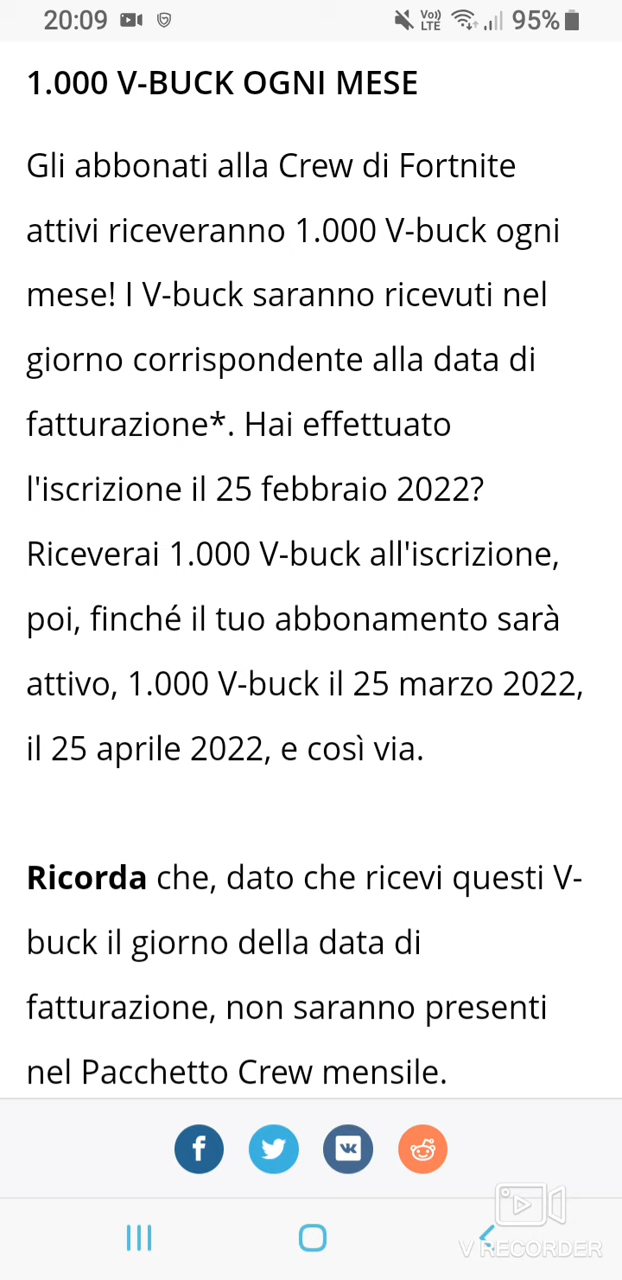 20:09
Vo))
LTE
95%
1.000 V-BUCK OGNI MESE
Gli abbonati alla Crew di Fortnite
attivi riceveranno 1.000 V-buck ogni
mese! I V-buck saranno ricevuti nel
giorno corrispondente alla data di
fatturazione*. Hai effettuato
l'iscrizione il 25 febbraio 2022?
Riceverai 1.000 V-buck all'iscrizione,
poi, finché il tuo abbonamento sarà
attivo, 1.000 V-buck il 25 marzo 2022,
il 25 aprile 2022, e così via.
Ricorda che, dato che ricevi questi V-
buck il giorno della data di
fatturazione, non saranno presenti
nel Pacchetto Crew mensile.
V RECORDER